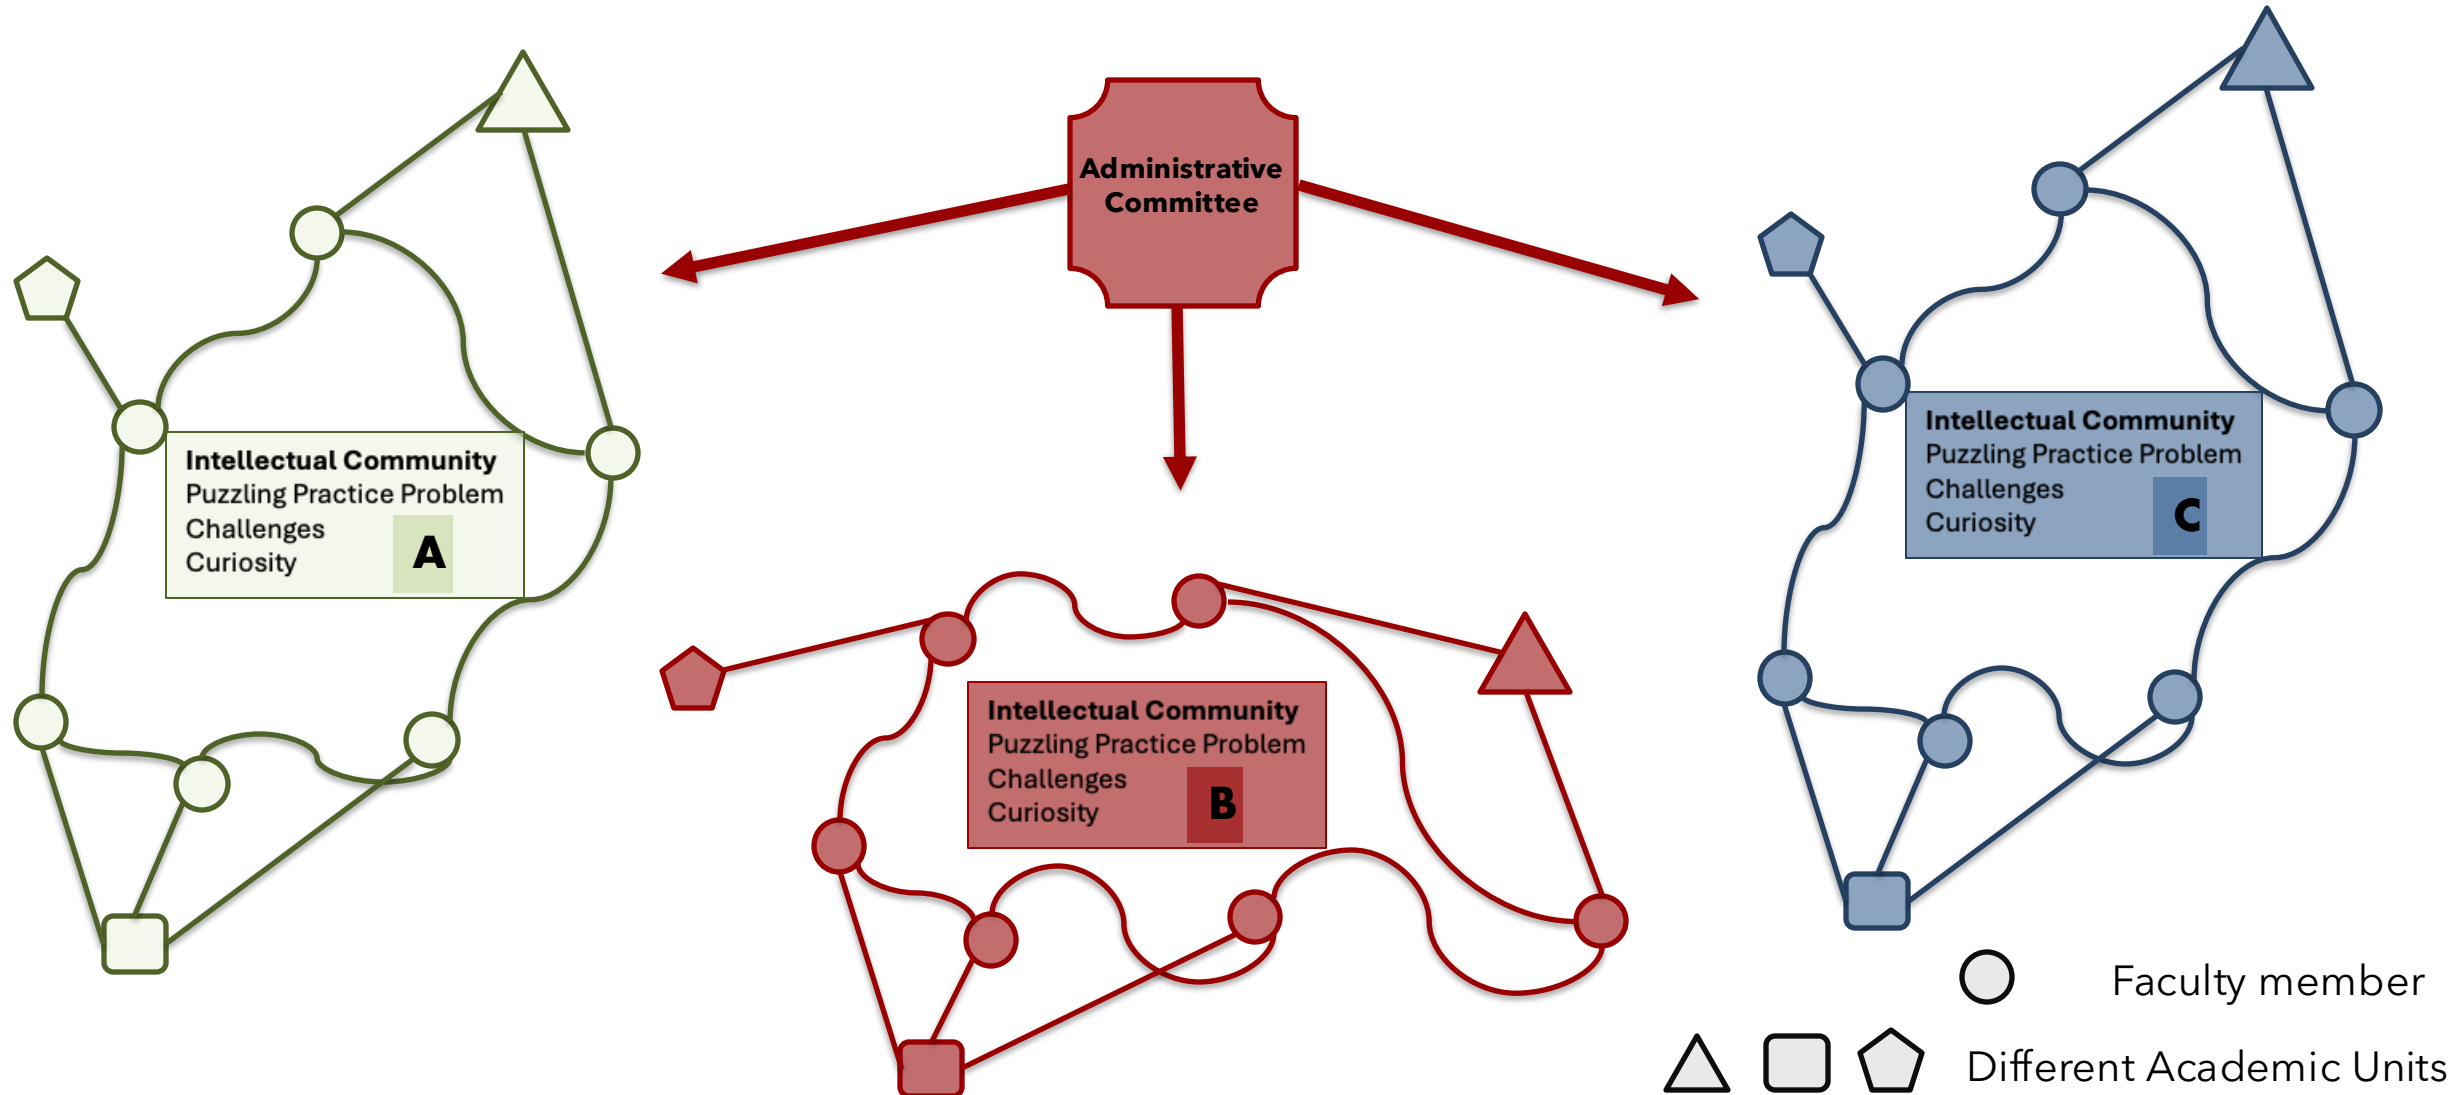 Administrative
Committee
Intellectual Community
Puzzling Practice Problem
Challenges
Curiosity
A
Intellectual Community
Puzzling Practice Problem
Challenges
Curiosity
B
Intellectual Community
Puzzling Practice Problem
Challenges
Curiosity
C
Faculty member
Different Academic Units